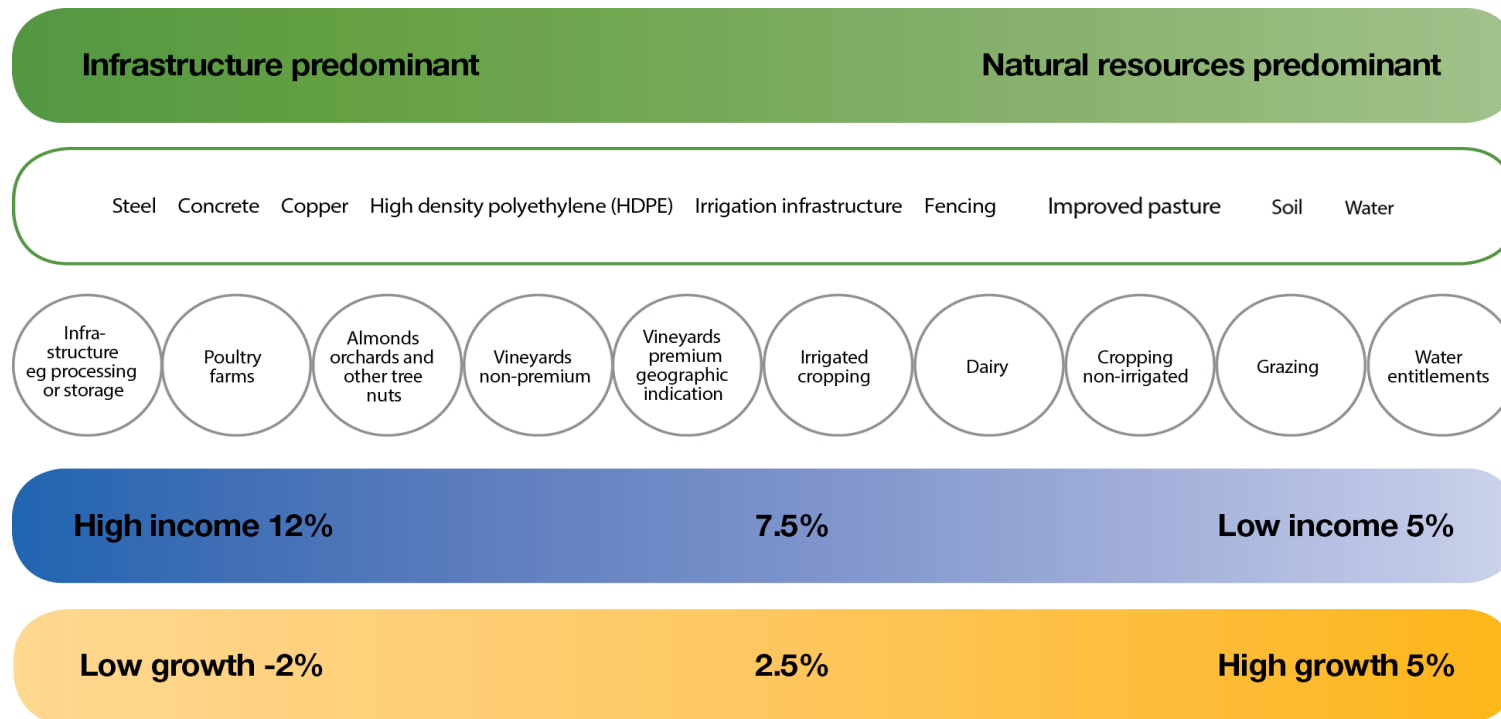 Infrastructure predominant
Natural resources predominant
Steel Concrete Copper High density polyethylene (HDPE) Irrigation infrastructure Fencing Improved pasture Soil Water
Infra-
structure
eg processing
or storage
Poultry
farms
Almonds
orchards and
other tree
nuts
Vineyards
non-premium
Vineyards
premium
geographic
indication
Irrigated
cropping
Dairy
Cropping
non-irrigated
Grazing
Water
entitlements
High income 12%
7.5%
Low income 5%
Low growth -2%
2.5%
High growth 5%